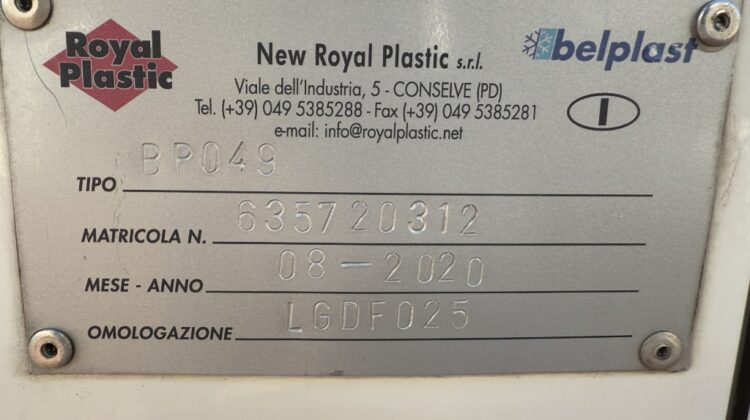 Royal
Plastic
New Royal Plastic s.r.l.
belplast
Viale dell'Industria, 5 - CONSELVE (PD)
Tel. (+39) 049 5385288 - Fax (+39) 049 5385281
e-mail: info@royalplastic.net
I
TIPO BP049
MATRICOLA N. 635720312
MESE - ANNO 08-2020
OMOLOGAZIONE LGDF025